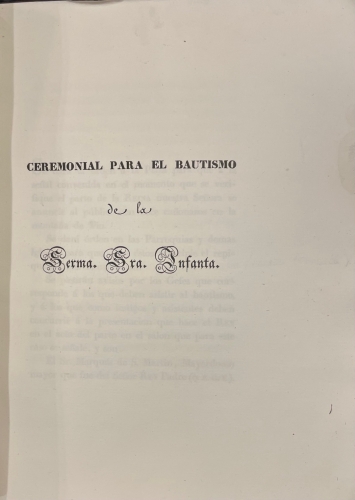 CEREMONIAL PARA EL BAUTISMO
de la
Serma. Sra. Infanta.